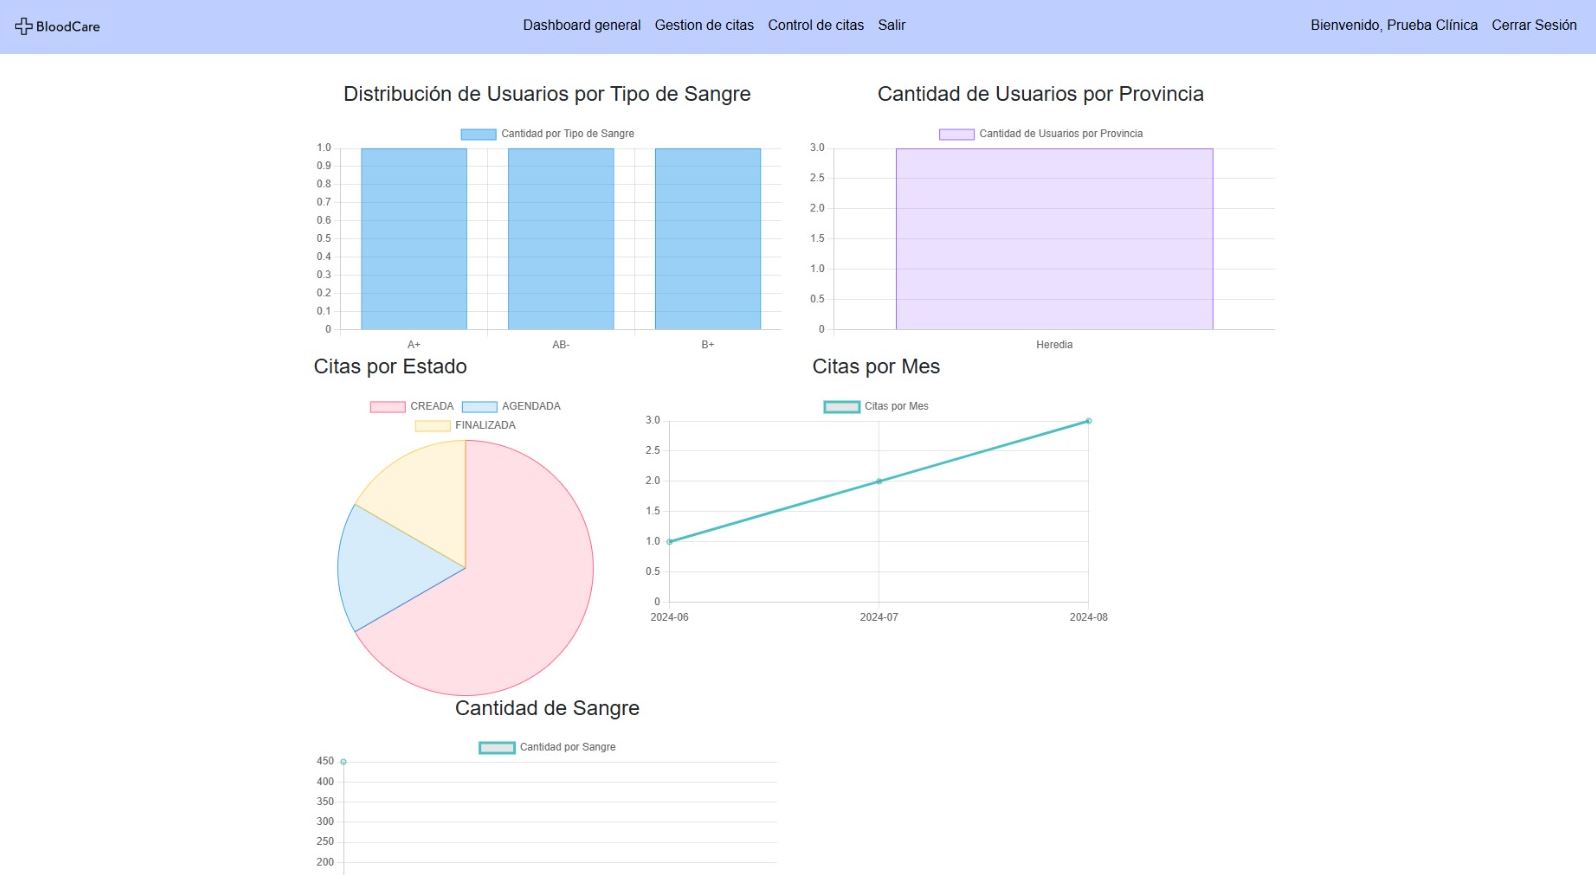 BloodCare
Dashboard general Gestion de citas Control de citas Salir
Bienvenido, Prueba Clínica Cerrar Sesión
Distribución de Usuarios por Tipo de Sangre
Cantidad por Tipo de Sangre
1.0
0.9
0.8
0.7
0.6
0.5
0.4
0.3
0.2
0.1
0
A+ AB- B+
Cantidad de Usuarios por Provincia
Cantidad de Usuarios por Provincia
3.0
2.5
2.0
1.5
1.0
0.5
0
Heredia
Citas por Estado
CREADA AGENDADA
FINALIZADA
Citas por Mes
Citas por Mes
3.0
2.5
2.0
1.5
1.0
0.5
0
2024-06 2024-07 2024-08
Cantidad de Sangre
Cantidad por Sangre
450
400
350
300
250
200